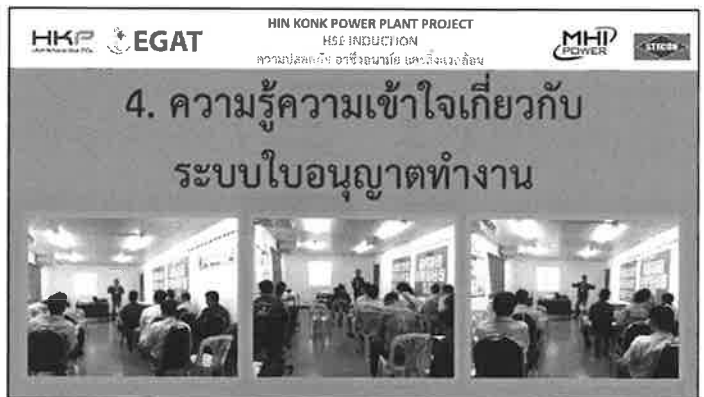 HKP
EGAT
HIN KONK POWER PLANT PROJECT
HSE INDUCTION
ความปลอดภัย อาชีวอนามัย และสิ่งแวดล้อม
MHI
POWER
STECON
4. ความรู้ความเข้าใจเกี่ยวกับ
ระบบใบอนุญาตทำงาน